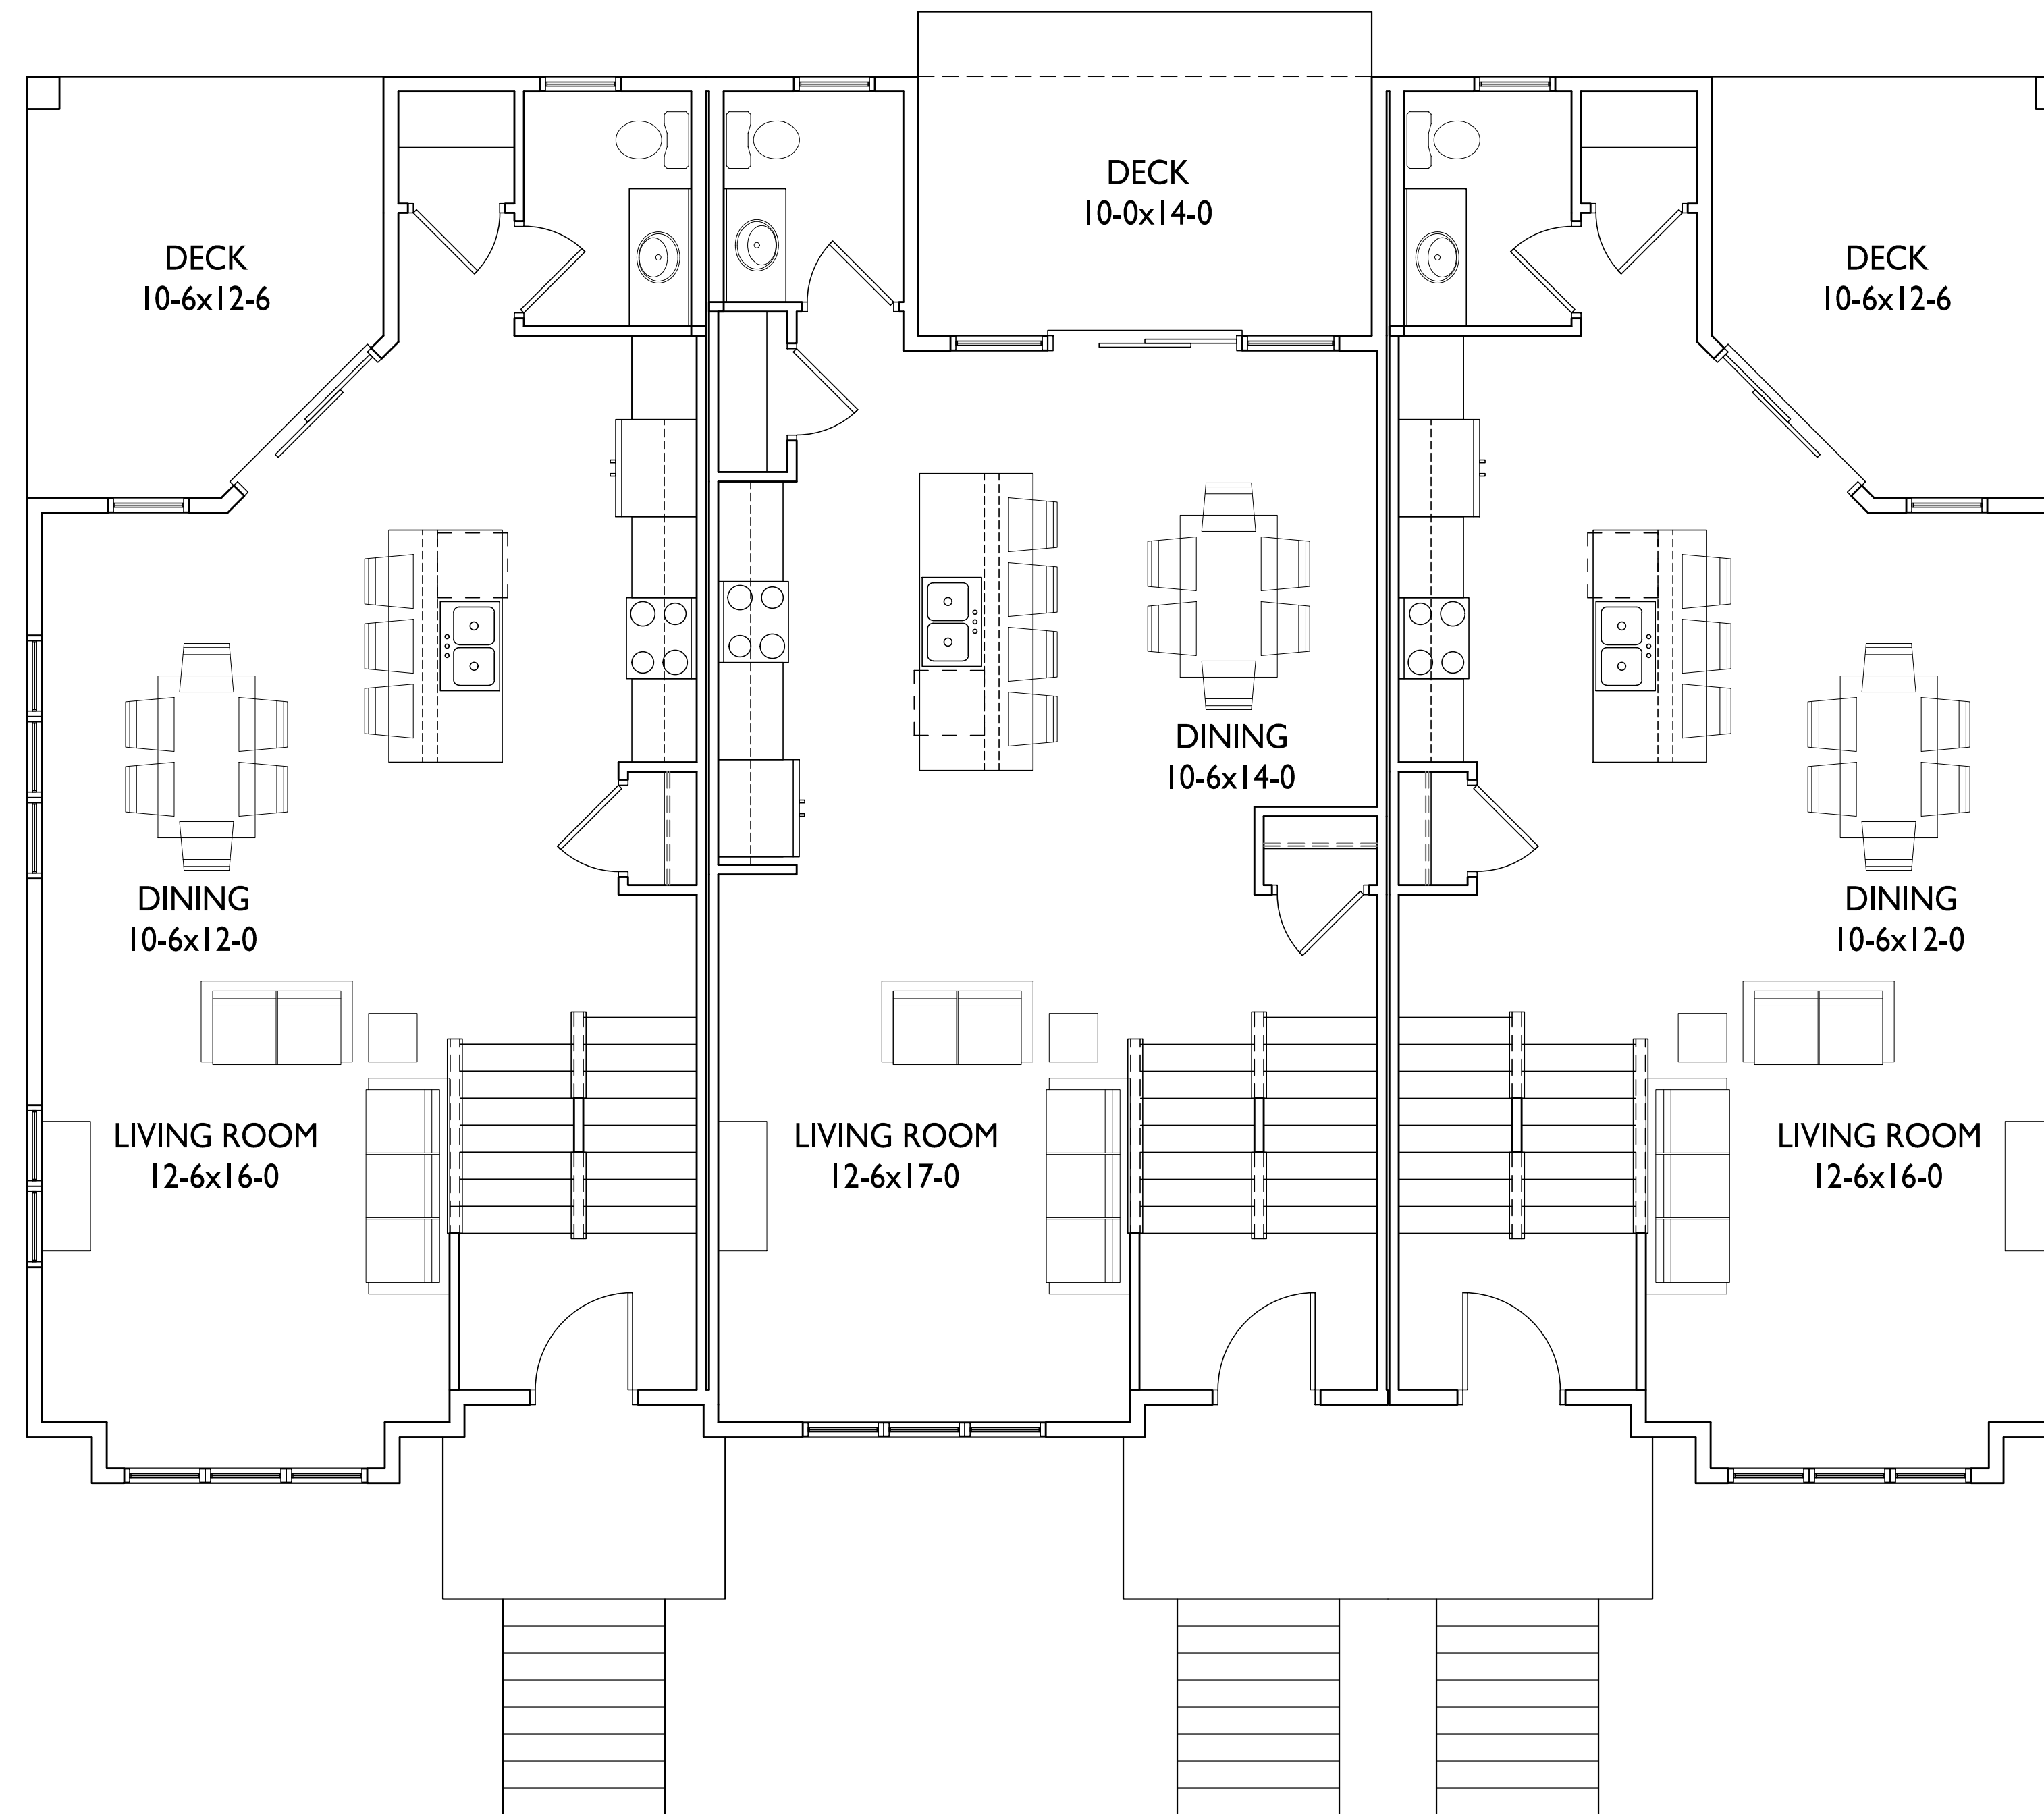 DECK
10-0x14-0
DECK
10-6x12-6
DECK
10-6x12-6
DINING
10-6x14-0
DINING
10-6x12-0
DINING
10-6x12-0
LIVING ROOM
12-6x16-0
LIVING ROOM
12-6x17-0
LIVING ROOM
12-6x16-0